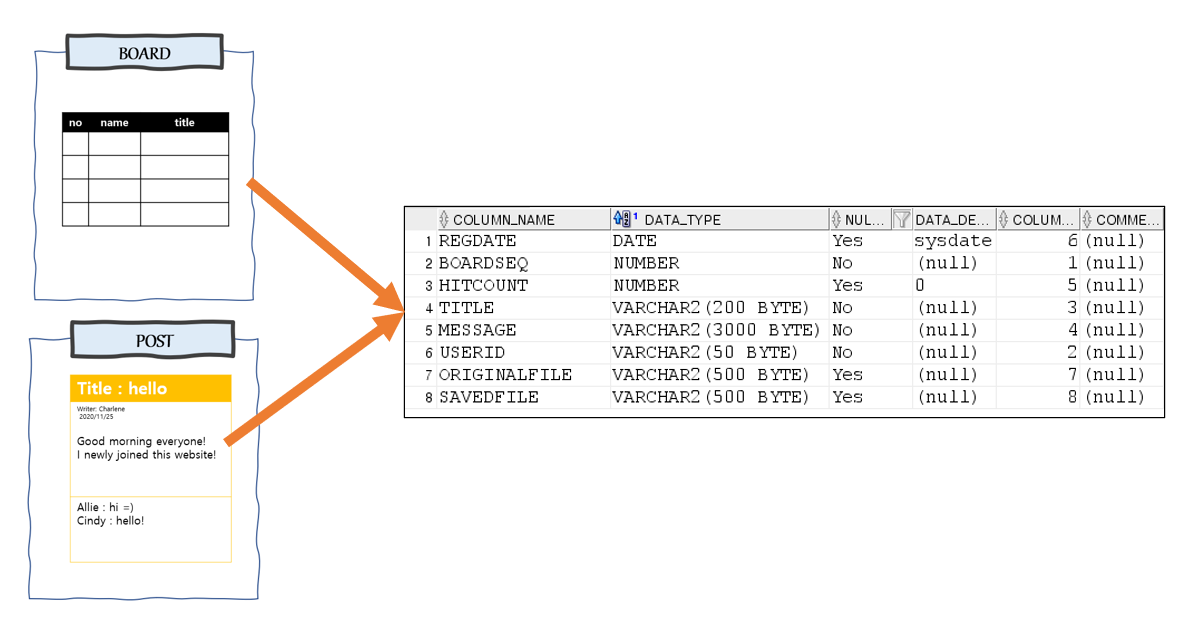 BOARD
no name title
POST
Title : hello
Writer: Charlene
2020/11/25
Good morning everyone!
I newly joined this website!
Allie : hi =)
Cindy : hello!
COLUMN_NAME DATA_TYPE NUL... DATA_DE... COLUM... COMME...
1 REGDATE DATE Yes sysdate 6 (null)
2 BOARDSEQ NUMBER No (null) 1 (null)
3 HITCOUNT NUMBER Yes 0 5 (null)
4 TITLE VARCHAR2(200 BYTE) No (null) 3 (null)
5 MESSAGE VARCHAR2(3000 BYTE) No (null) 4 (null)
6 USERID VARCHAR2(50 BYTE) No (null) 2 (null)
7 ORIGINALFILE VARCHAR2(500 BYTE) Yes (null) 7 (null)
8 SAVEDFILE VARCHAR2(500 BYTE) Yes (null) 8 (null)